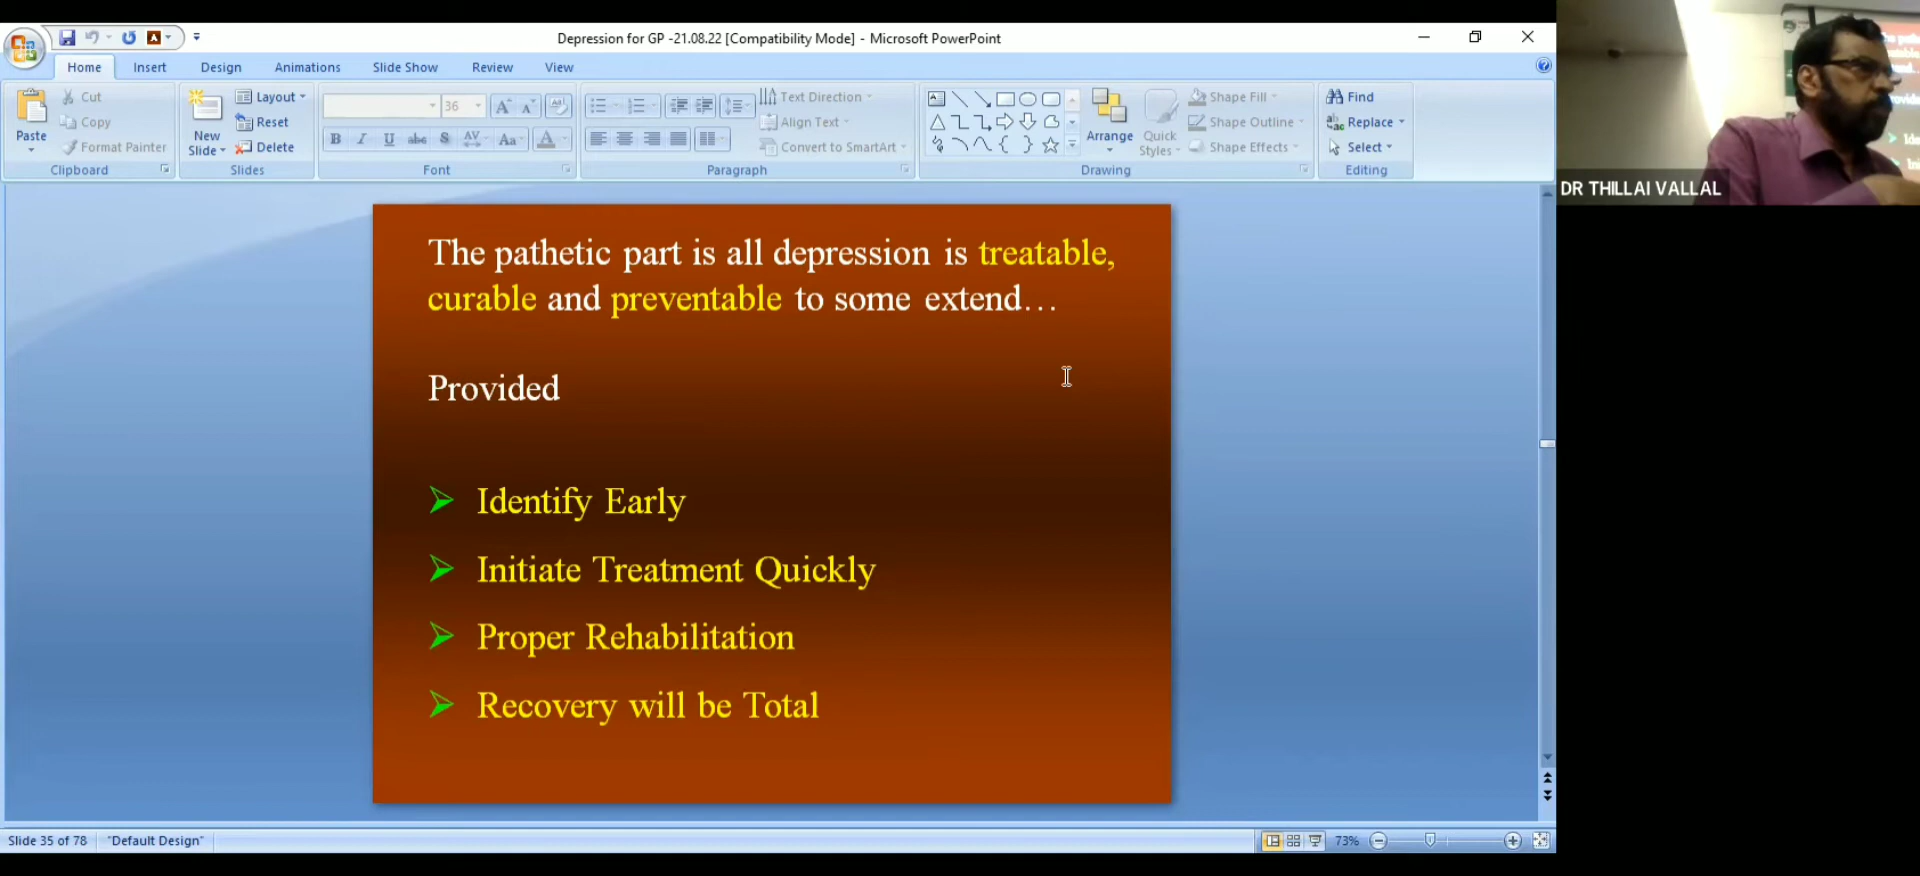 Depression for GP -21.08.22 [Compatibility Mode] - Microsoft PowerPoint
Home Insert Design Animations Slide Show Review View
Paste
Cut
Copy
Format Painter
Clipboard
New Slide
Layout
Reset
Delete
Slides
36
Font
Paragraph
Text Direction
Align Text
Convert to SmartArt
Arrange
Quick Styles
Shape Fill
Shape Outline
Shape Effects
Drawing
Find
Replace
Select
Editing
DR THILLAI VALLAL
The pathetic part is all depression is treatable,
curable and preventable to some extend...
Provided
Identify Early
Initiate Treatment Quickly
Proper Rehabilitation
Recovery will be Total
Slide 35 of 78 "Default Design" 73%